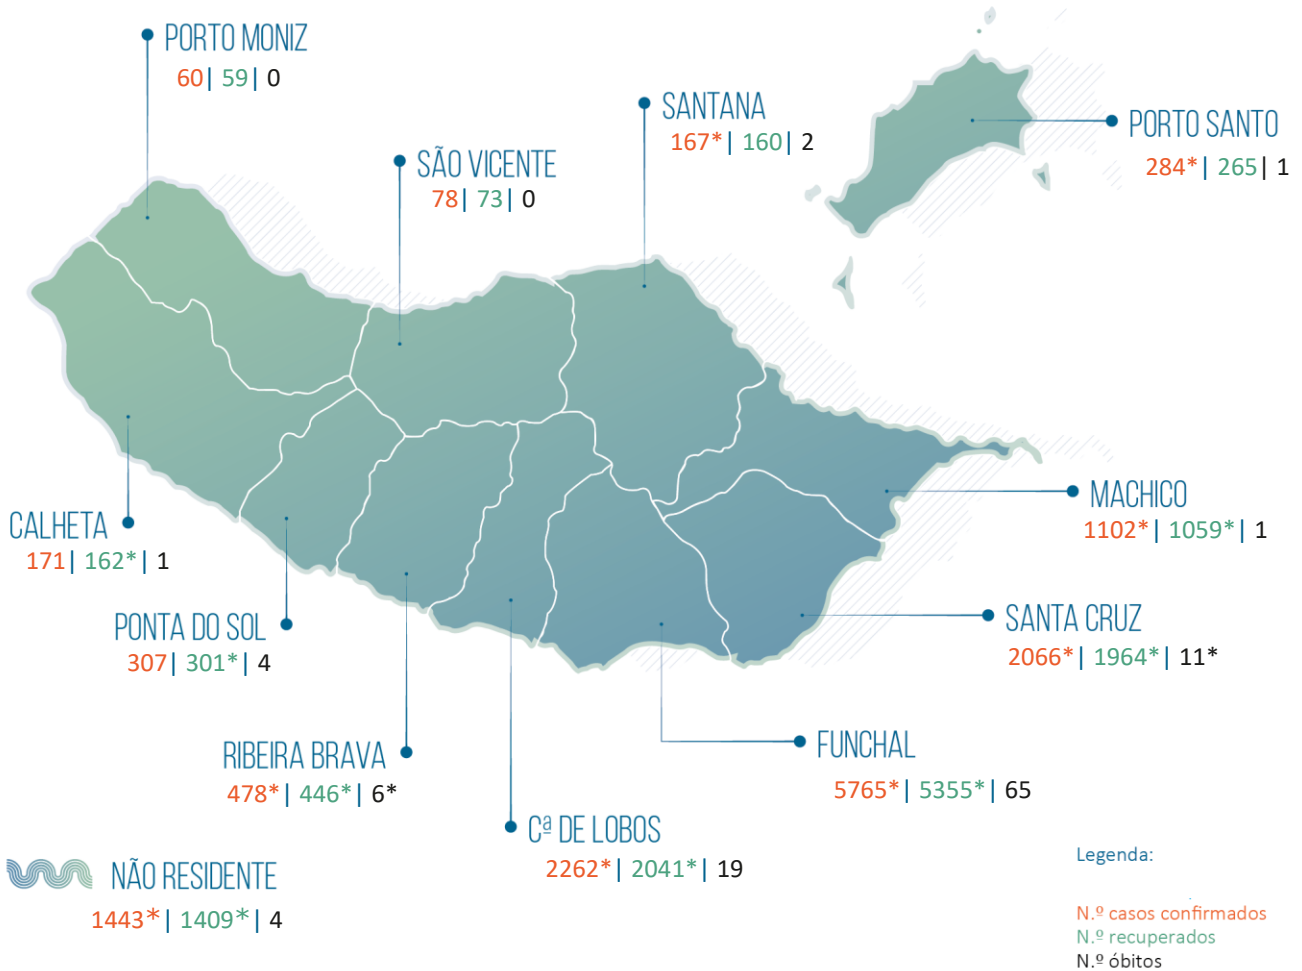 PORTO MONIZ
60| 59| 0
SANTANA
167*| 160| 2
PORTO SANTO
284*| 265| 1
SÃO VICENTE
78| 73| 0
MACHICO
1102*| 1059*| 1
CALHETA
171| 162*| 1
PONTA DO SOL
307| 301*| 4
SANTA CRUZ
2066*| 1964*| 11*
RIBEIRA BRAVA
478*| 446*| 6*
FUNCHAL
5765*| 5355*| 65
Cª DE LOBOS
2262*| 2041*| 19
NÃO RESIDENTE
1443*| 1409*| 4
Legenda:
N.º casos confirmados
N.º recuperados
N.º óbitos